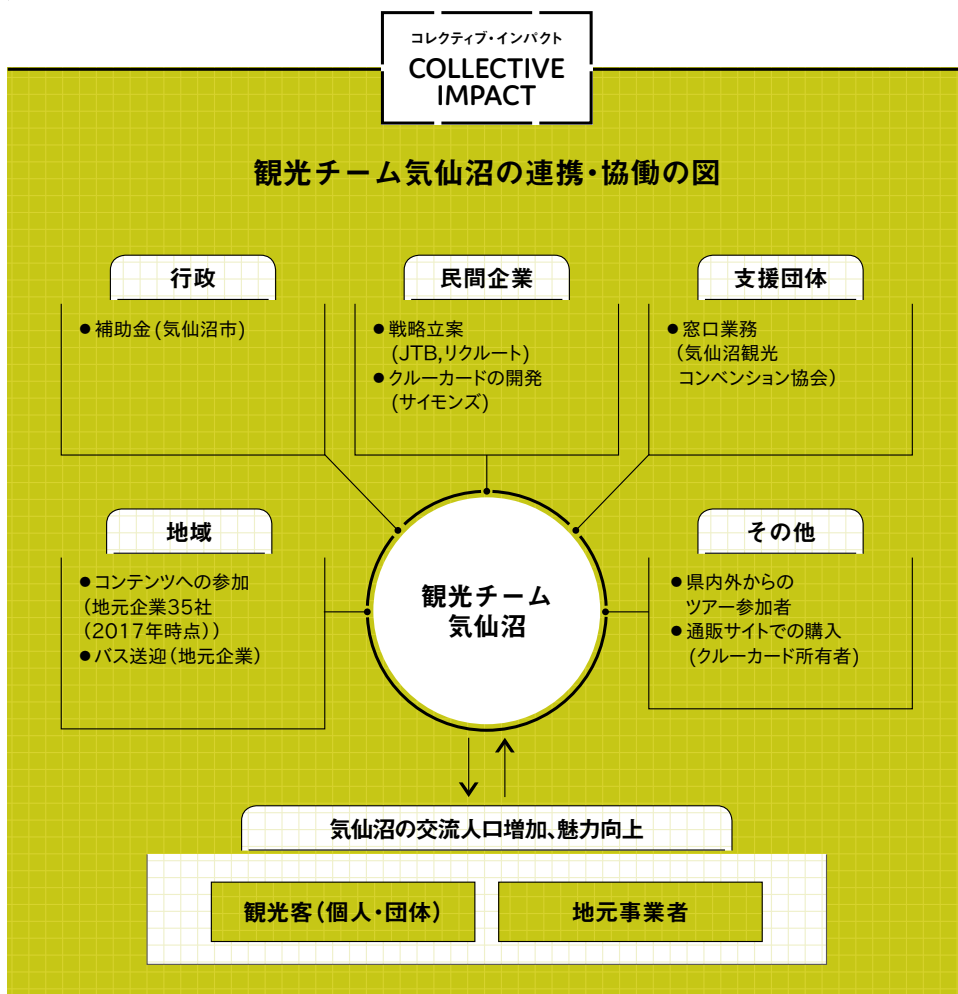 コレクティブ・インパクト
COLLECTIVE
IMPACT
観光チーム気仙沼の連携・協働の図
行政
●補助金(気仙沼市)
民間企業
●戦略立案
(JTB,リクルート)
●クルーカードの開発
(サイモンズ)
支援団体
●窓口業務
(気仙沼観光
コンベンション協会)
地域
●コンテンツへの参加
(地元企業35社
(2017年時点))
●バス送迎(地元企業)
観光チーム
気仙沼
その他
●県内外からの
ツアー参加者
●通販サイトでの購入
(クルーカード所有者)
気仙沼の交流人口増加、魅力向上
観光客(個人・団体)
地元事業者